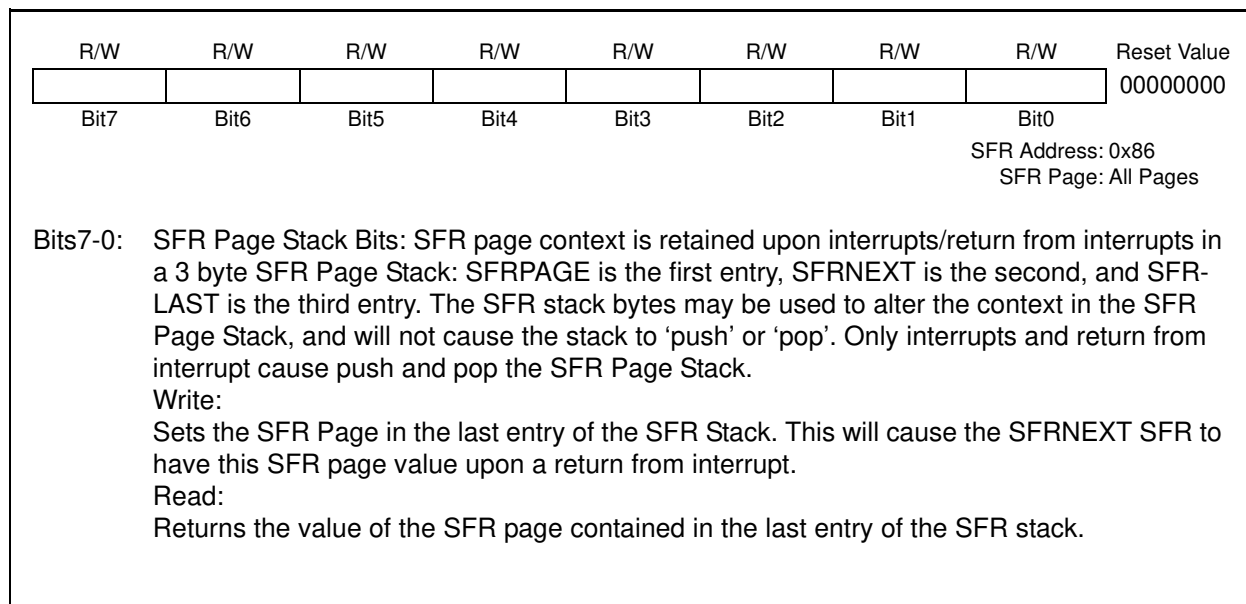 R/W R/W R/W R/W R/W R/W R/W R/W Reset Value
00000000
Bit7 Bit6 Bit5 Bit4 Bit3 Bit2 Bit1 Bit0
SFR Address: 0x86
SFR Page: All Pages
Bits7-0: SFR Page Stack Bits: SFR page context is retained upon interrupts/return from interrupts in
a 3 byte SFR Page Stack: SFRPAGE is the first entry, SFRNEXT is the second, and SFR-
LAST is the third entry. The SFR stack bytes may be used to alter the context in the SFR
Page Stack, and will not cause the stack to ‘push’ or ‘pop’. Only interrupts and return from
interrupt cause push and pop the SFR Page Stack.
Write:
Sets the SFR Page in the last entry of the SFR Stack. This will cause the SFRNEXT SFR to
have this SFR page value upon a return from interrupt.
Read:
Returns the value of the SFR page contained in the last entry of the SFR stack.